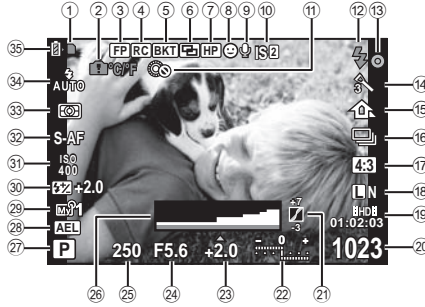 ① ② ③ ④ ⑤ ⑥ ⑦ ⑧ ⑨ ⑩ ⑪ ⑫ ⑬
㉟ FP RC BKT HP IS2
°C/°F
㉞ AUTO 3 ⑭
㉝ ⑮
㉜ S-AF ⑯
㉛ ISO 400 4:3 ⑰
㉚ +2.0 L N ⑱
㉙ My1 HD ⑲
01:02:03
㉘ AEL +7 -3
㉗ P 250 F5.6 +2.0 - 0 + 1023 ⑳
㉖ ㉕ ㉔ ㉓ ㉒ ㉑